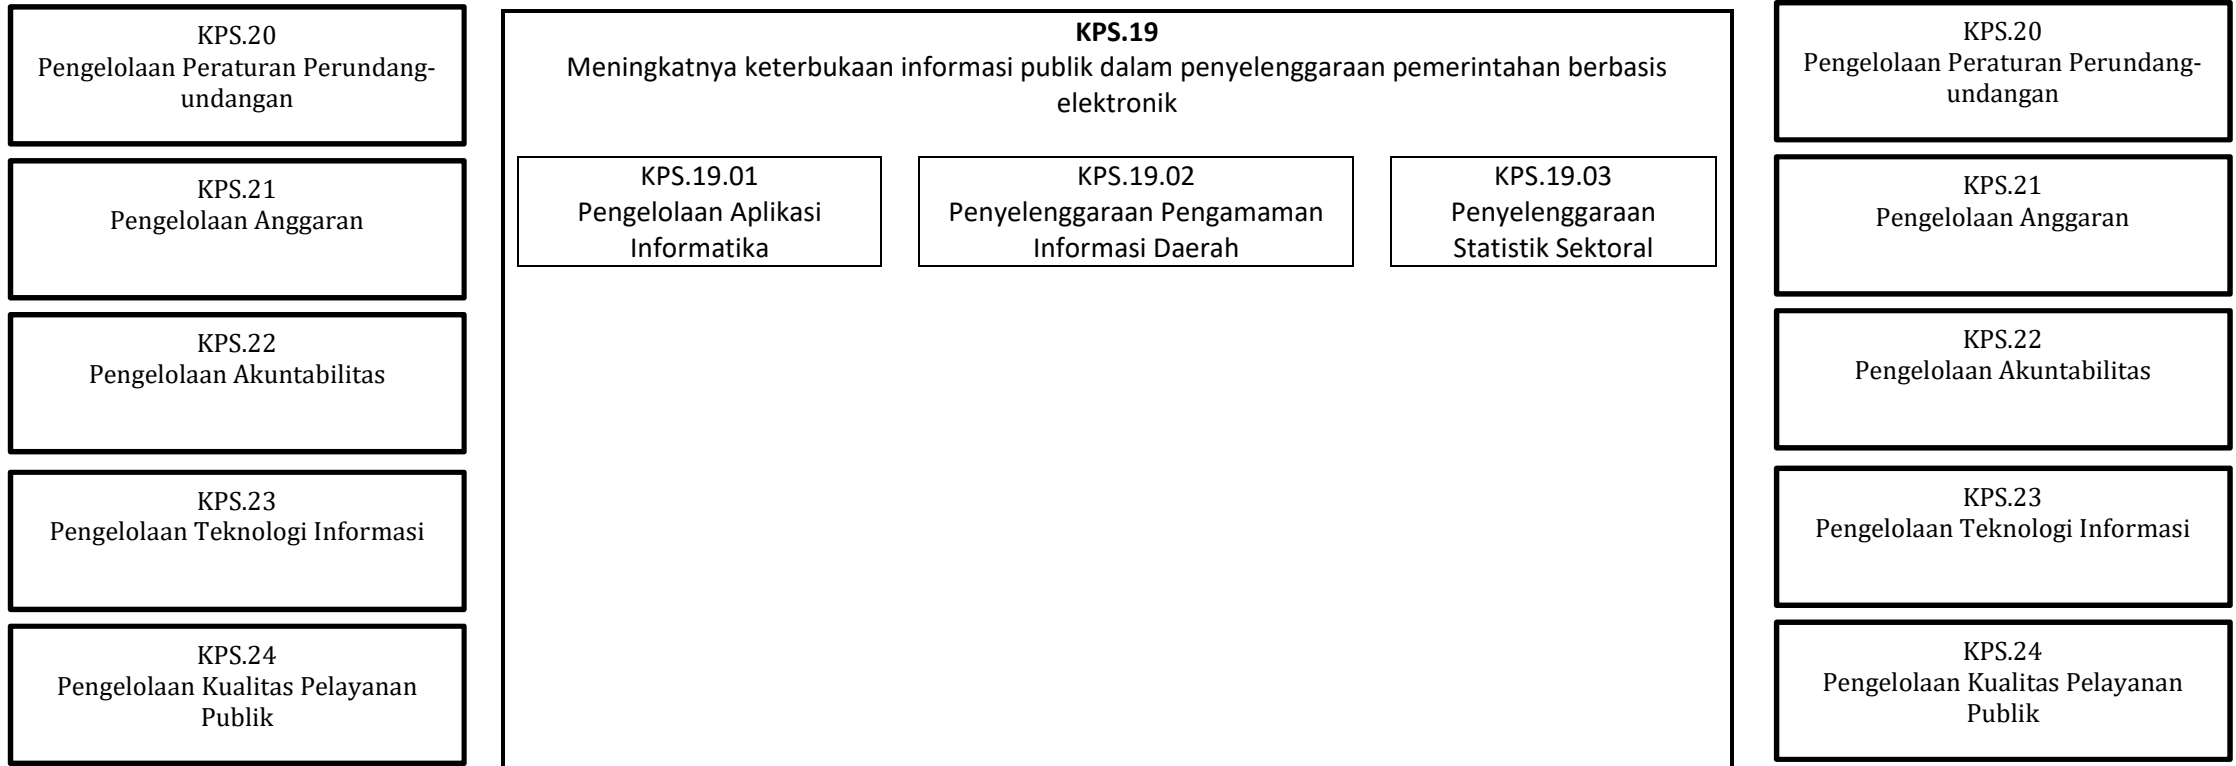 KPS.20
Pengelolaan Peraturan Perundang-
undangan
KPS.21
Pengelolaan Anggaran
KPS.22
Pengelolaan Akuntabilitas
KPS.23
Pengelolaan Teknologi Informasi
KPS.24
Pengelolaan Kualitas Pelayanan
Publik
KPS.19
Meningkatnya keterbukaan informasi publik dalam penyelenggaraan pemerintahan berbasis
elektronik
KPS.19.01
Pengelolaan Aplikasi
Informatika
KPS.19.02
Penyelenggaraan Pengamaman
Informasi Daerah
KPS.19.03
Penyelenggaraan
Statistik Sektoral
KPS.20
Pengelolaan Peraturan Perundang-
undangan
KPS.21
Pengelolaan Anggaran
KPS.22
Pengelolaan Akuntabilitas
KPS.23
Pengelolaan Teknologi Informasi
KPS.24
Pengelolaan Kualitas Pelayanan
Publik